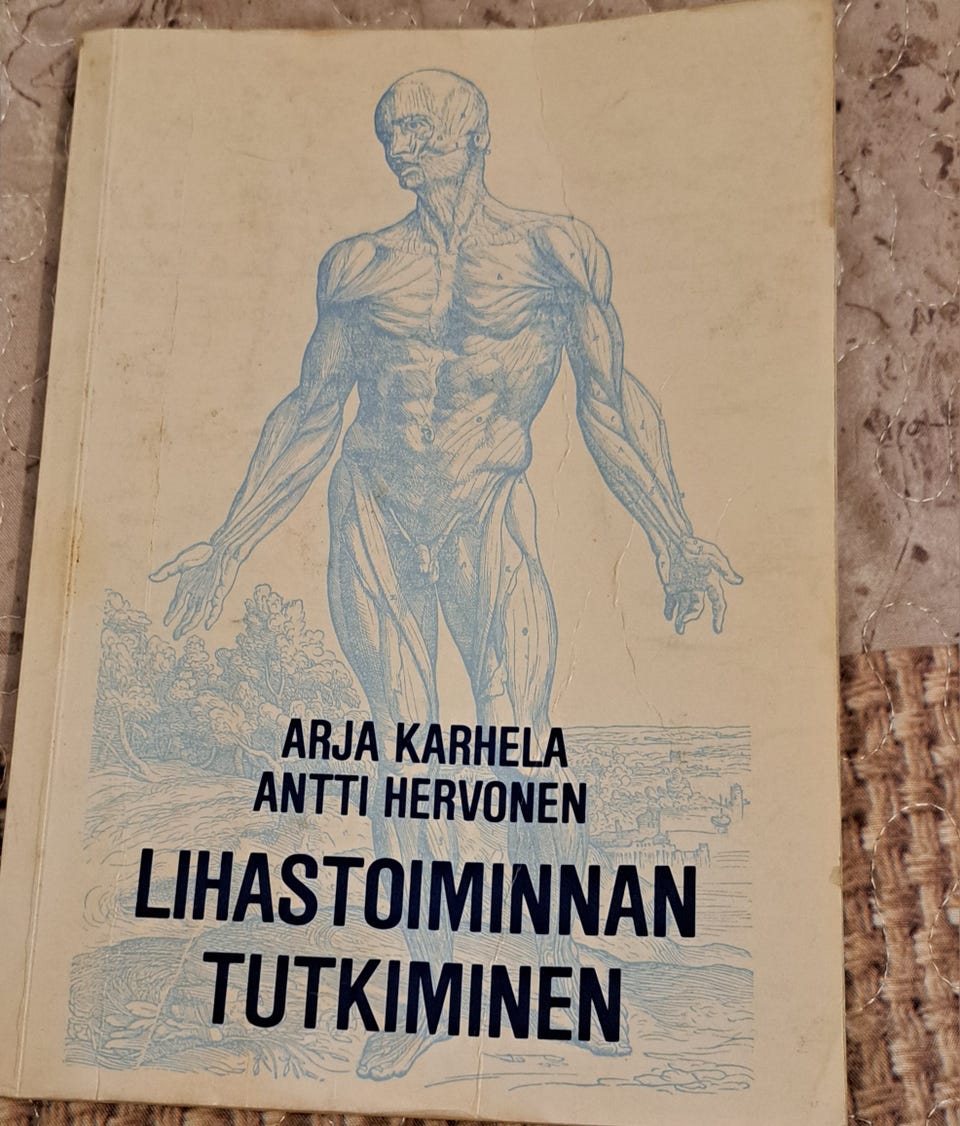 ARJA KARHELA
ANTTI HERVONEN
LIHASTOIMINNAN
TUTKIMINEN